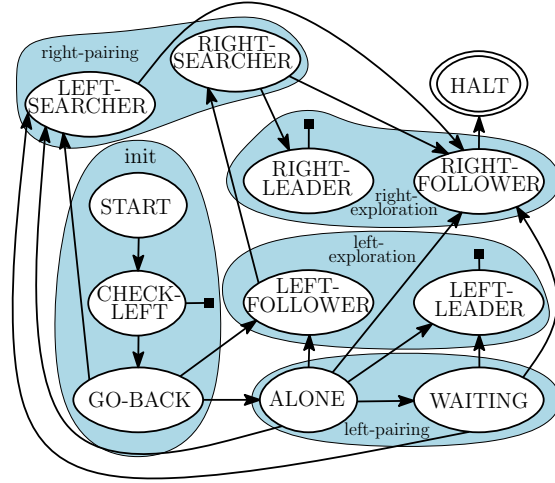 right-pairing
RIGHT-
SEARCHER
LEFT-
SEARCHER
HALT
init
RIGHT-
LEADER
RIGHT-
FOLLOWER
right-
exploration
START
left-
exploration
CHECK-
LEFT
LEFT-
FOLLOWER
LEFT-
LEADER
GO-BACK
ALONE
WAITING
left-pairing